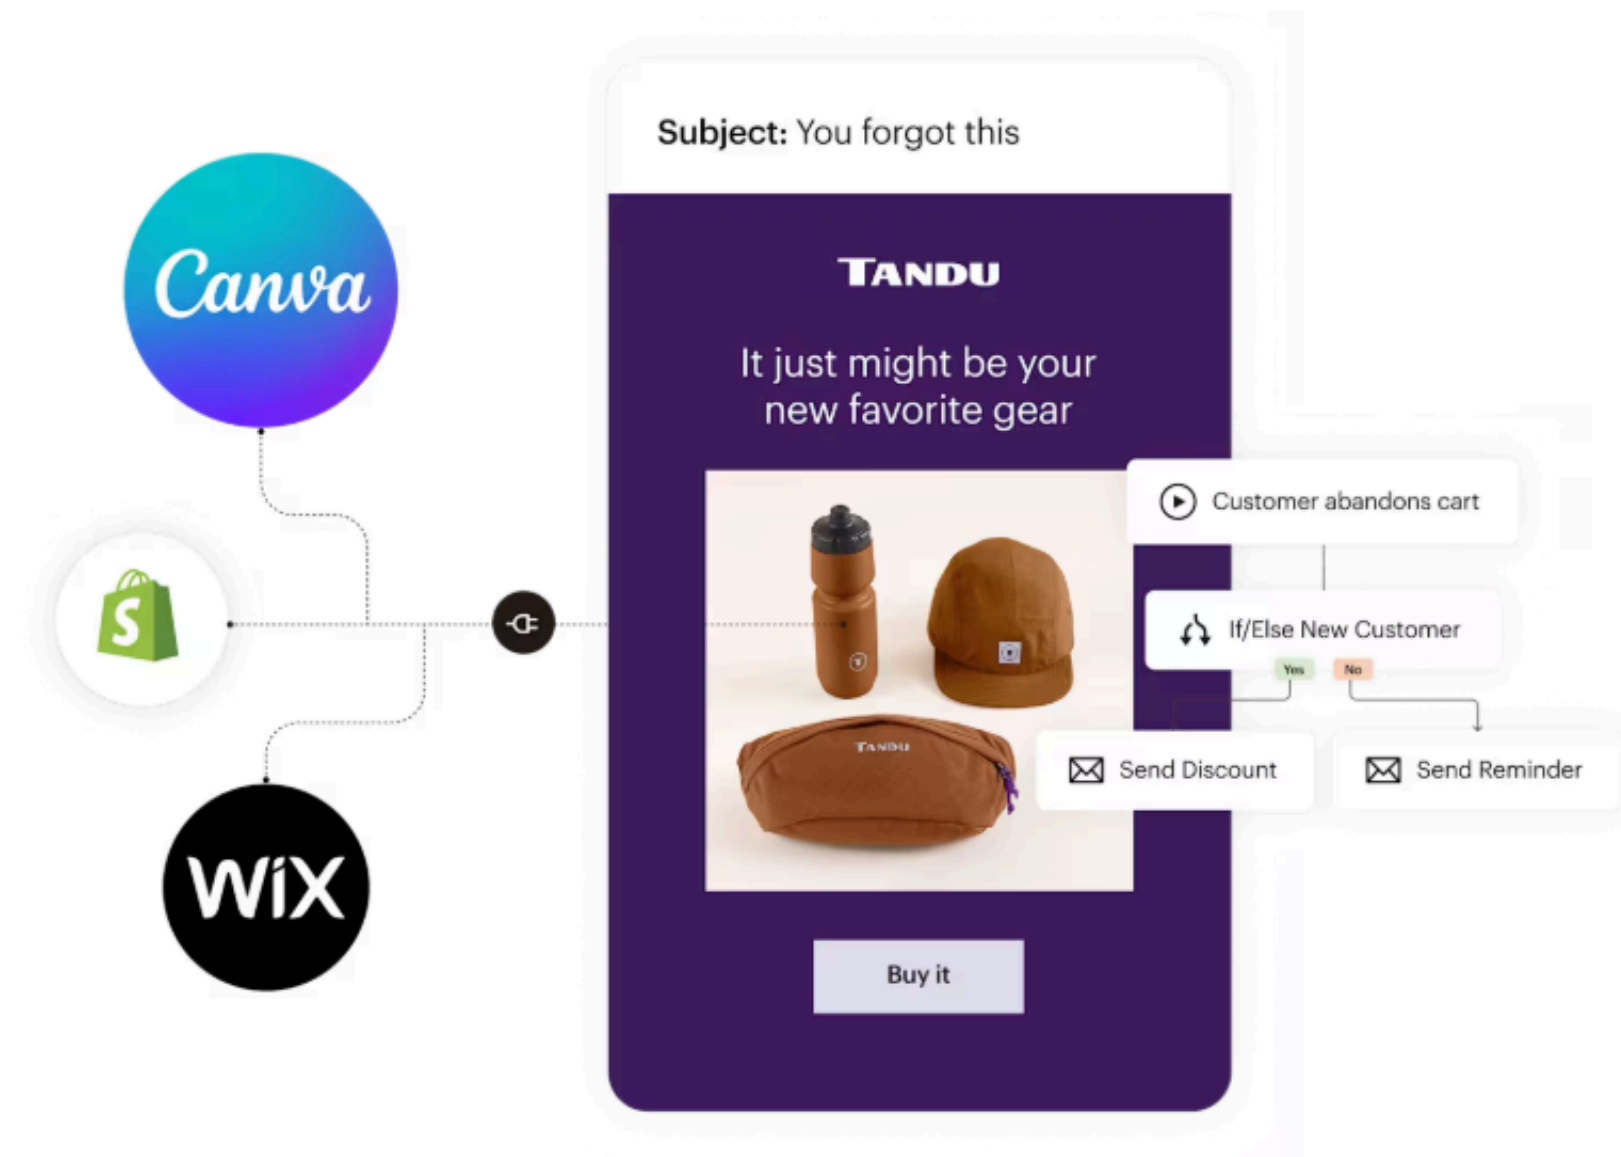 Canva
S
WiX
Subject: You forgot this
TANDU
It just might be your
new favorite gear
TANDU
Buy it
Customer abandons cart
If/Else New Customer
Yes
No
Send Discount
Send Reminder